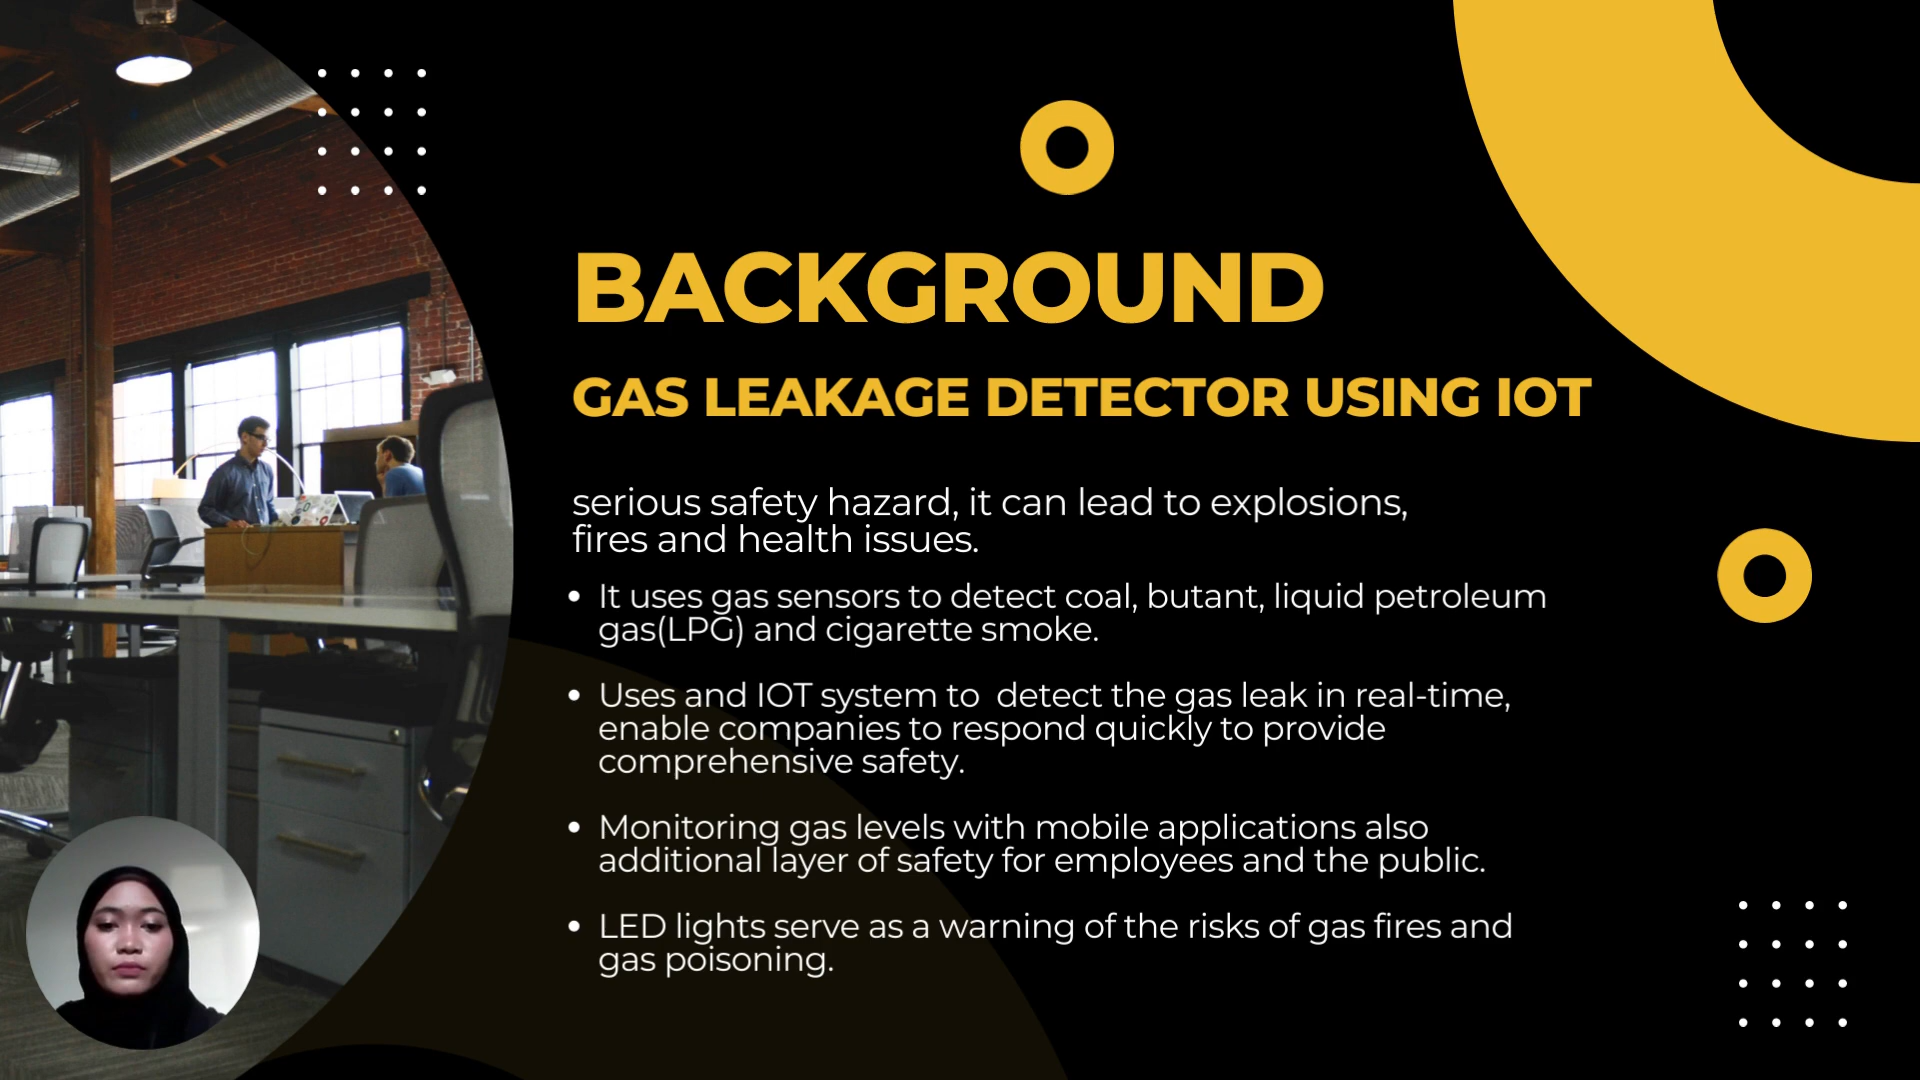 BACKGROUND
GAS LEAKAGE DETECTOR USING IOT
serious safety hazard, it can lead to explosions,
fires and health issues.
• It uses gas sensors to detect coal, butant, liquid petroleum
gas(LPG) and cigarette smoke.
• Uses and IOT system to  detect the gas leak in real-time,
enable companies to respond quickly to provide
comprehensive safety.
• Monitoring gas levels with mobile applications also
additional layer of safety for employees and the public.
• LED lights serve as a warning of the risks of gas fires and
gas poisoning.